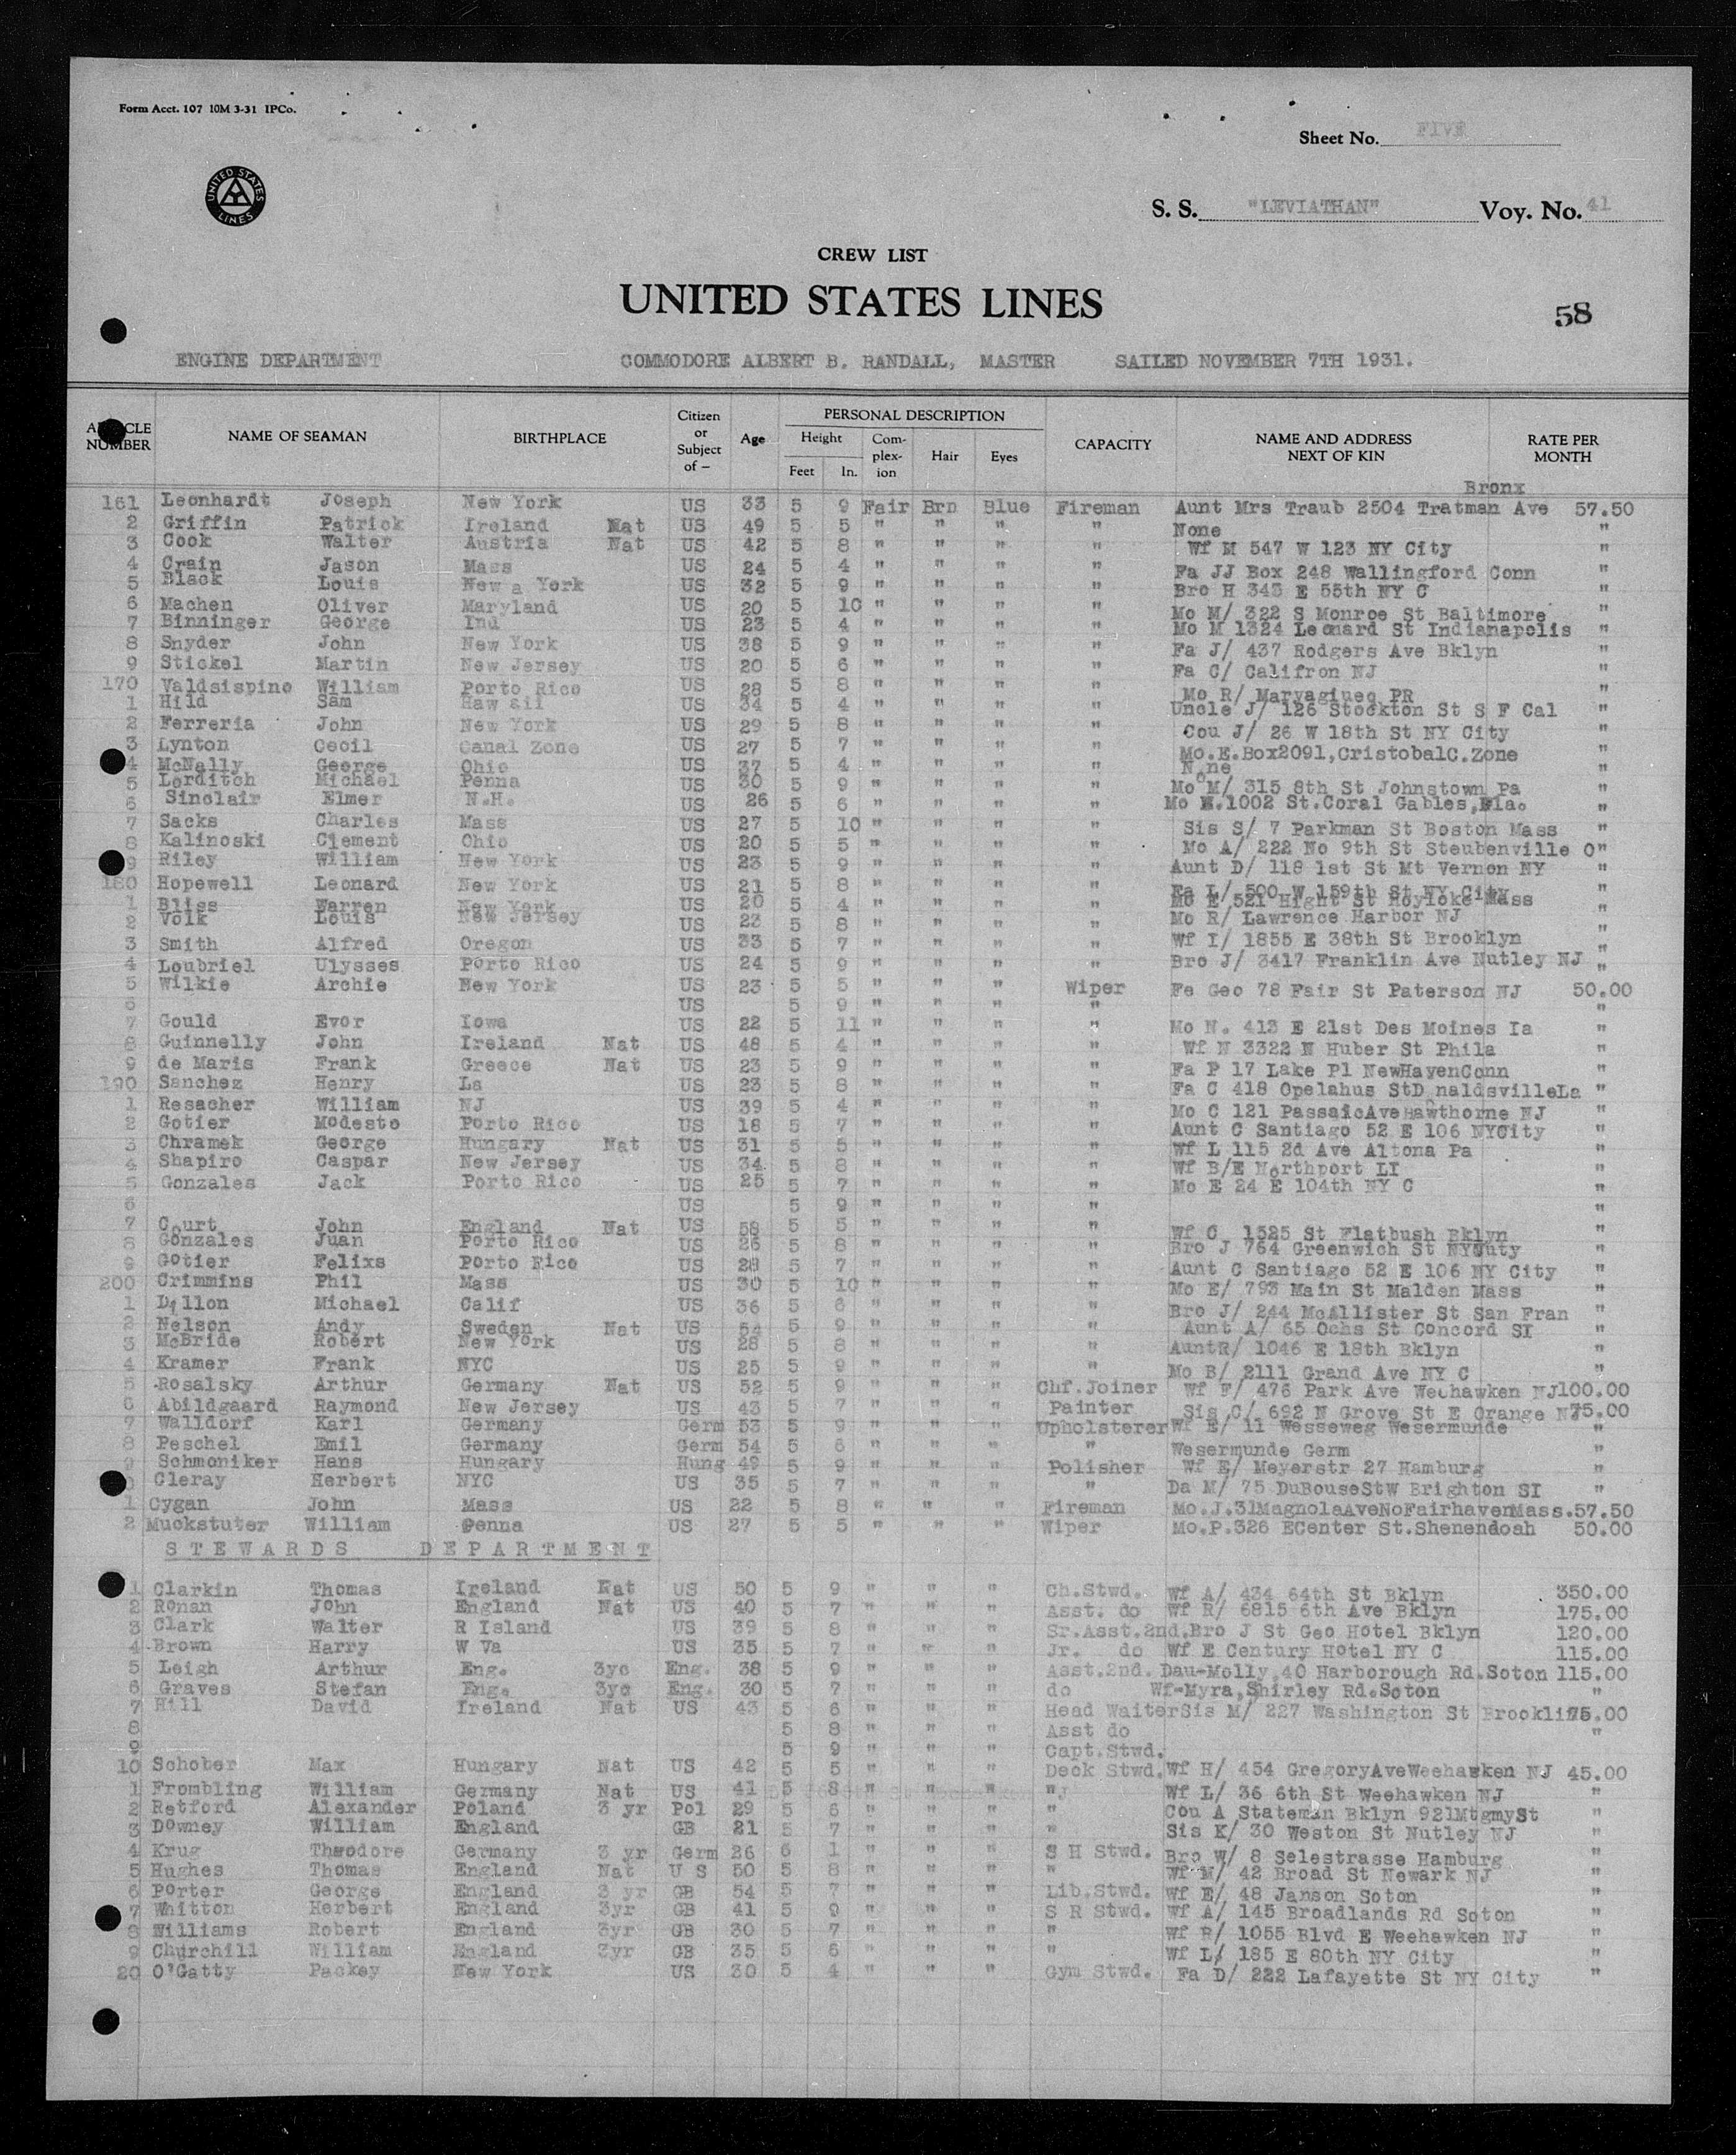 Form Acct. 107 10M 3-31 IPCo.
Sheet No. FIVE
UNITED STATES LINES
S. S. "LEVIATHAN" Voy. No. 41
CREW LIST
UNITED STATES LINES
58
ENGINE DEPARTMENT COMMODORE ALBERT B. RANDALL, MASTER SAILED NOVEMBER 7TH 1931.
ARTICLE NUMBER NAME OF SEAMAN BIRTHPLACE Citizen or Subject of — Age PERSONAL DESCRIPTION Height Feet In. Complexion Hair Eyes CAPACITY NAME AND ADDRESS NEXT OF KIN RATE PER MONTH
Bronx
161 Leonhardt Joseph New York US 33 5 9 Fair Brn Blue Fireman Aunt Mrs Traub 2504 Tratman Ave 57.50
2 Griffin Patrick Ireland Nat US 49 5 5 " " " " None "
3 Cook Walter Austria Nat US 42 5 8 " " " " Wf M 547 W 123 NY City "
4 Crain Jason Mass US 24 5 4 " " " " Fa JJ Box 248 Wallingford Conn "
5 Black Louis New a York US 32 5 9 " " " " Bro H 343 E 55th NY C "
6 Machen Oliver Maryland US 20 5 10 " " " " Mo M/ 322 S Monroe St Baltimore "
7 Binninger George Ind US 23 5 4 " " " " Mo M 1324 Leonard St Indianapolis "
8 Snyder John New York US 38 5 9 " " " " Fa J/ 437 Rodgers Ave Bklyn "
9 Stickel Martin New Jersey US 20 5 6 " " " " Fa C/ Califron NJ "
170 Valdsispino William Porto Rico US 28 5 8 " " " " Mo R/ Maryagiueo PR "
1 Hild Sam Haw aii US 34 5 4 " " " " Uncle J/ 126 Stockton St S F Cal "
2 Ferreria John New York US 29 5 8 " " " " Cou J/ 26 W 18th St NY City "
3 Lynton Cecil Canal Zone US 27 5 7 " " " " Mo.E.Box2091,CristobalC.Zone "
4 McNally George Ohio US 37 5 4 " " " " None "
5 Lorditch Michael Penna US 30 5 9 " " " " Mo M/ 315 8th St Johnstown Pa "
6 Sinclair Elmer N.H. US 26 5 6 " " " " Mo N.1002 St.Coral Gables, "
7 Sacks Charles Mass US 27 5 10 " " " " Sis S/ 7 Parkman St Boston Mass "
8 Kalinoski Clement Ohio US 20 5 5 " " " " Mo A/ 222 No 9th St Steubenville O"
9 Riley William New York US 23 5 9 " " " " Aunt D/ 118 1st St Mt Vernon NY "
180 Hopewell Leonard New York US 21 5 8 " " " " Fa L/ 500 W 159th St NY City "
1 Bliss Warren New York US 20 5 4 " " " " Mo E 521 Hight St Hoyloke Mass "
2 Volk Louis New Jersey US 23 5 8 " " " " Mo R/ Lawrence Harbor NJ "
3 Smith Alfred Oregon US 33 5 7 " " " " Wf I/ 1855 E 38th St Brooklyn "
4 Loubriel Ulysses Porto Rico US 24 5 9 " " " " Bro J/ 3417 Franklin Ave Nutley NJ "
5 Wilkie Archie New York US 23 5 5 " " " Wiper Fe Geo 78 Fair St Paterson NJ 50.00
6 US 5 9 " " " " "
7 Gould Evor Iowa US 22 5 11 " " " " Mo N. 413 E 21st Des Moines Ia "
8 Guinnelly John Ireland Nat US 48 5 4 " " " " Wf N 3322 N Huber St Phila "
9 de Maris Frank Greece Nat US 23 5 9 " " " " Fa P 17 Lake Pl NewHavenConn "
190 Sanchez Henry La US 23 5 8 " " " " Fa C 418 Opelahus StD naldsvilleLa "
1 Resacher William NJ US 39 5 4 " " " " Mo C 121 PassaicAveHawthorne NJ "
2 Gotier Modesto Porto Rico US 18 5 7 " " " " Aunt C Santiago 52 E 106 NYCity "
3 Chramek George Hungary Nat US 31 5 5 " " " " Wf L 115 2d Ave Altona Pa "
4 Shapiro Caspar New Jersey US 34 5 8 " " " " Wf B/E Northport LI "
5 Gonzales Jack Porto Rico US 25 5 7 " " " " Mo E 24 E 104th NY C "
6 US 5 9 " " " " "
7 Court John England Nat US 58 5 5 " " " " Wf C 1525 St Flatbush Bklyn "
8 Gonzales Juan Porto Rico US 26 5 8 " " " " Bro J 764 Greenwich St "
9 Gotier Felixs Porto Rico US 5 7 " " " " Aunt C Santiago 52 E 106 NY City "
200 Crimmins Phil Mass US 30 5 10 " " " " Mo E/ 793 Main St Malden Mass "
1 Dillon Michael Calif US 36 5 6 " " " " Bro J/ 244 McAllister St San Fran "
2 Nelson Andy Sweden Nat US 54 5 9 " " " " Aunt A/ 65 Ochs St Concord SI "
3 McBride Robert New York US 28 5 8 " " " " AuntR/ 1046 E 18th Bklyn "
4 Kramer Frank NYC US 25 5 9 " " " " Mo B/ 2111 Grand Ave NY C "
5 Rosalsky Arthur Germany Nat US 52 5 9 " " " Chf.Joiner Wf F/ 476 Park Ave Weehawken NJ100.00
6 Abildgaard Raymond New Jersey US 43 5 7 " " " Painter Sis C/ 692 N Grove St E Orange NJ75.00
7 Walldorf Karl Germany Germ 53 5 9 " " " Upholsterer Wf E/ 11 Wesseweg Wesermunde "
8 Peschel Emil Germany Germ 54 5 6 " " " " Wesermunde Germ "
9 Schmoniker Hans Hungary Hung 49 5 9 " " " Polisher Wf E/ Meyerstr 27 Hamburg "
0 Cleray Herbert NYC US 35 5 7 " " " " Da M/ 75 DuBouseStW Brighton SI "
1 Cygan John Mass US 22 5 8 " " " Fireman Mo.J.31MagnolaAveNoFairhavenMass.57.50
2 Muckstuter William Penna US 27 5 5 " " " Wiper Mo.P.326 ECenter St.Shenendoah 50.00
STEWARDS DEPARTMENT
1 Clarkin Thomas Ireland Nat US 50 5 9 " " " Ch.Stwd. Wf A/ 434 64th St Bklyn 350.00
2 Ronan John England Nat US 40 5 7 " " " Asst. do Wf R/ 6815 6th Ave Bklyn 175.00
3 Clark Walter R Island US 39 5 8 " " " Sr.Asst.2nd.Bro J St Geo Hotel Bklyn 120.00
4 Brown Harry W Va US 35 5 7 " " " Jr. do Wf E Century Hotel NY C 115.00
5 Leigh Arthur Eng. 3yc Eng. 38 5 9 " " " Asst.2nd. Dau-Molly,40 Harborough Rd.Soton 115.00
6 Graves Stefan Eng. 3yc Eng. 30 5 7 " " " do Wf-Myra,Shirley Rd.Soton "
7 Hill David Ireland Nat US 43 5 6 " " " Head WaiterSis M/ 227 Washington St 75.00
8 5 8 " " " Asst do "
9 5 9 " " " Capt.Stwd.
10 Schober Max Hungary Nat US 42 5 5 " " " Deck Stwd. Wf H/ 454 GregoryAveWeehawken NJ 45.00
1 Frombling William Germany Nat US 41 5 8 " " " " Wf L/ 36 6th St Weehawken NJ "
2 Retford Alexander Poland 3 yr Pol 29 5 6 " " " " Cou A Stateman Bklyn 921MtgmySt "
3 Downey William England GB 21 5 7 " " " " Sis K/ 30 Weston St Nutley NJ "
4 Krug Theodore Germany 3 yr Germ 26 6 1 " " " S H Stwd. Bro W/ 8 Selestrasse Hamburg "
5 Hughes Thomas England Nat U S 50 5 8 " " " " Wf M/ 42 Broad St Newark NJ "
6 Porter George England 3 yr GB 54 5 7 " " " Lib.Stwd. Wf E/ 48 Janson Soton "
7 Whitton Herbert England 3yr GB 41 5 9 " " " S R Stwd. Wf A/ 145 Broadlands Rd Soton "
8 Williams Robert England 3yr GB 30 5 7 " " " " Wf R/ 1055 Blvd E Weehawken NJ "
9 Churchill William England 3yr GB 35 5 6 " " " " Wf L/ 185 E 80th NY City "
20 O'Gatty Packey New York US 30 5 4 " " " Gym Stwd. Fa D/ 222 Lafayette St NY City "